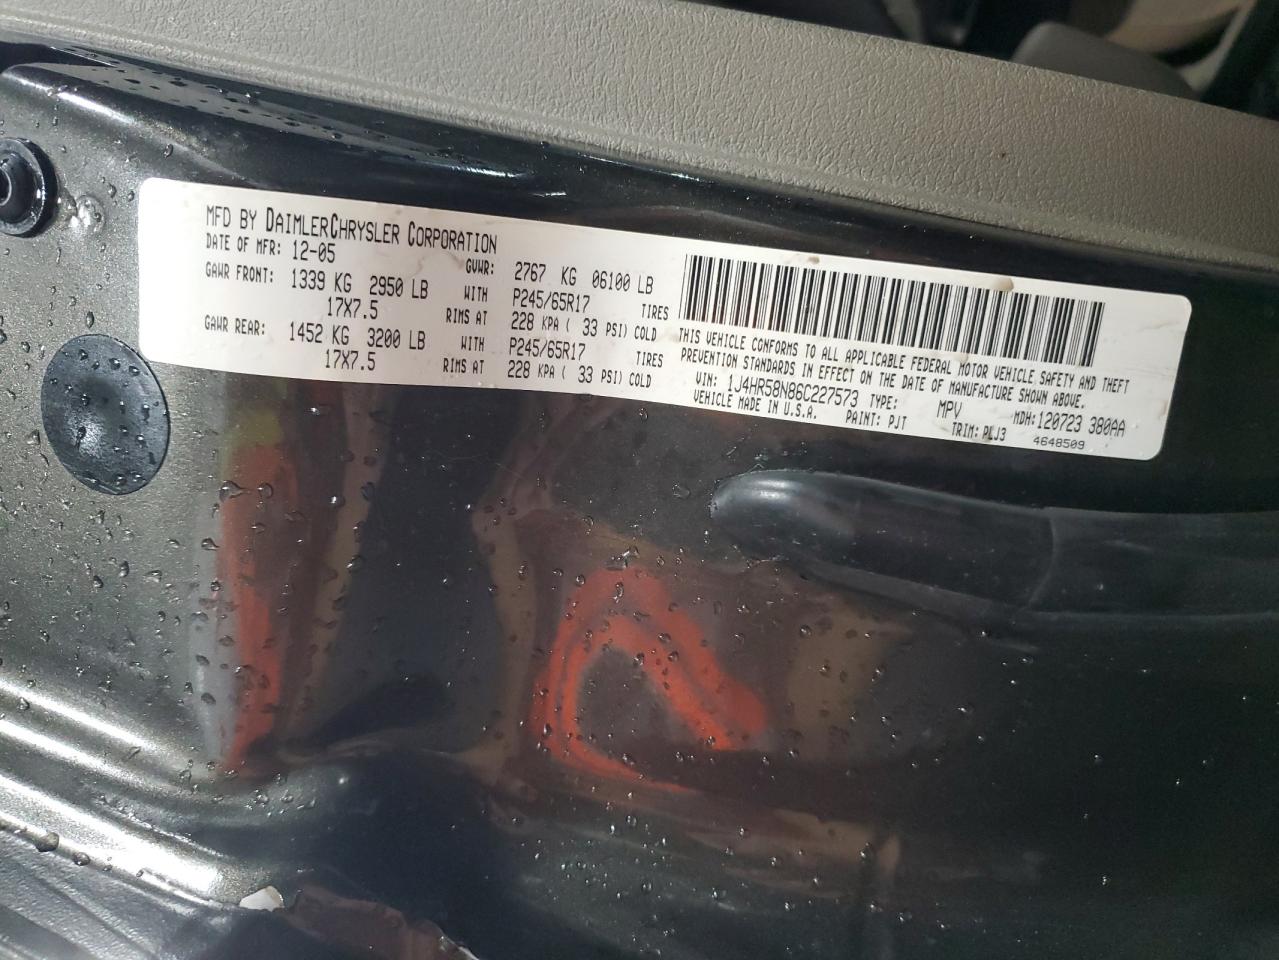 MFD BY DAIMLERCHRYSLER CORPORATION
DATE OF MFR: 12-05 GVWR: 2767 KG 06100 LB
GAWR FRONT: 1339 KG 2950 LB WITH P245/65R17 TIRES
17X7.5 RIMS AT 228 KPA ( 33 PSI) COLD
GAWR REAR: 1452 KG 3200 LB WITH P245/65R17 TIRES
17X7.5 RIMS AT 228 KPA ( 33 PSI) COLD
THIS VEHICLE CONFORMS TO ALL APPLICABLE FEDERAL MOTOR VEHICLE SAFETY AND THEFT
PREVENTION STANDARDS IN EFFECT ON THE DATE OF MANUFACTURE SHOWN ABOVE.
VIN: 1J4HR58N86C227573 TYPE: MPV MDH:120723 380AA
VEHICLE MADE IN U.S.A. PAINT: PJT TRIM: PLJ3 4648509